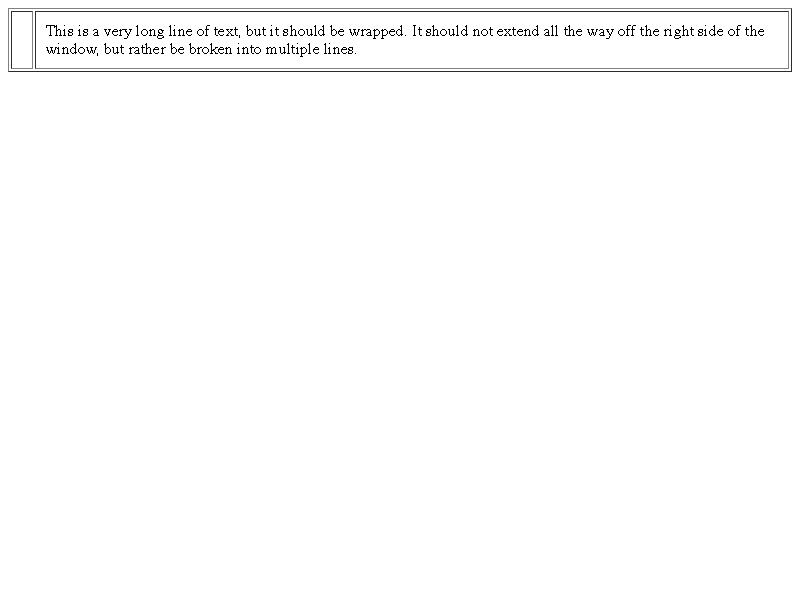 This is a very long line of text, but it should be wrapped. It should not extend all the way off the right side of the
window, but rather be broken into multiple lines.